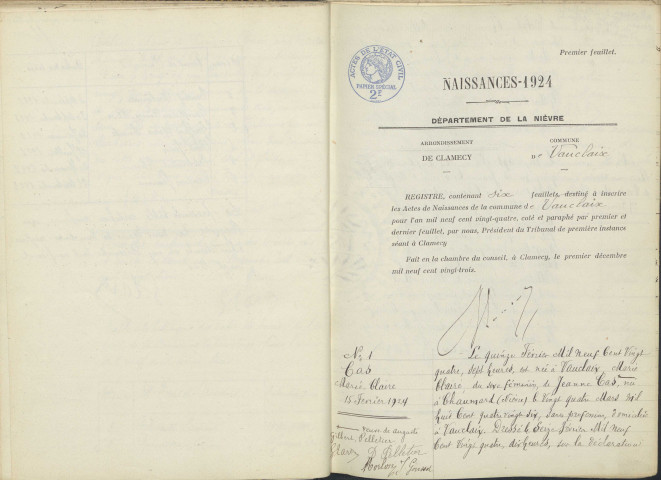 Premier feuillet.
ACTES DE L'ETAT CIVIL
PAPIER SPECIAL
2F
NAISSANCES-1924
DÉPARTEMENT DE LA NIÈVRE
ARRONDISSEMENT
DE CLAMECY
COMMUNE
De Vauclaix
REGISTRE, contenant six feuillets, destiné à inscrire
les Actes de Naissances de la commune de Vauclaix
pour l'an mil neuf cent vingt-quatre, coté et paraphé par premier et
dernier feuillet, par nous, Président du Tribunal de première instance
séant à Clamecy
Fait en la chambre du conseil, à Clamecy, le premier décembre
mil neuf cent vingt-trois.
No 1
Cas
Marie Claire
15 Février 1924
Pelletier
Le quinze Février Mil neuf Cent Vingt
quatre, sept heures, est née à Vauclaix, Marie
Claire, du sexe féminin, de Jeanne Cas, née
à Chaumard (Nièvre) le Vingt quatre Mars Mil
huit Cent quatre vingt six, sans profession, domiciliée
à Vauclaix. Dressé le Seize Février Mil Neuf
Cent Vingt quatre, dix heures, sur la déclaration